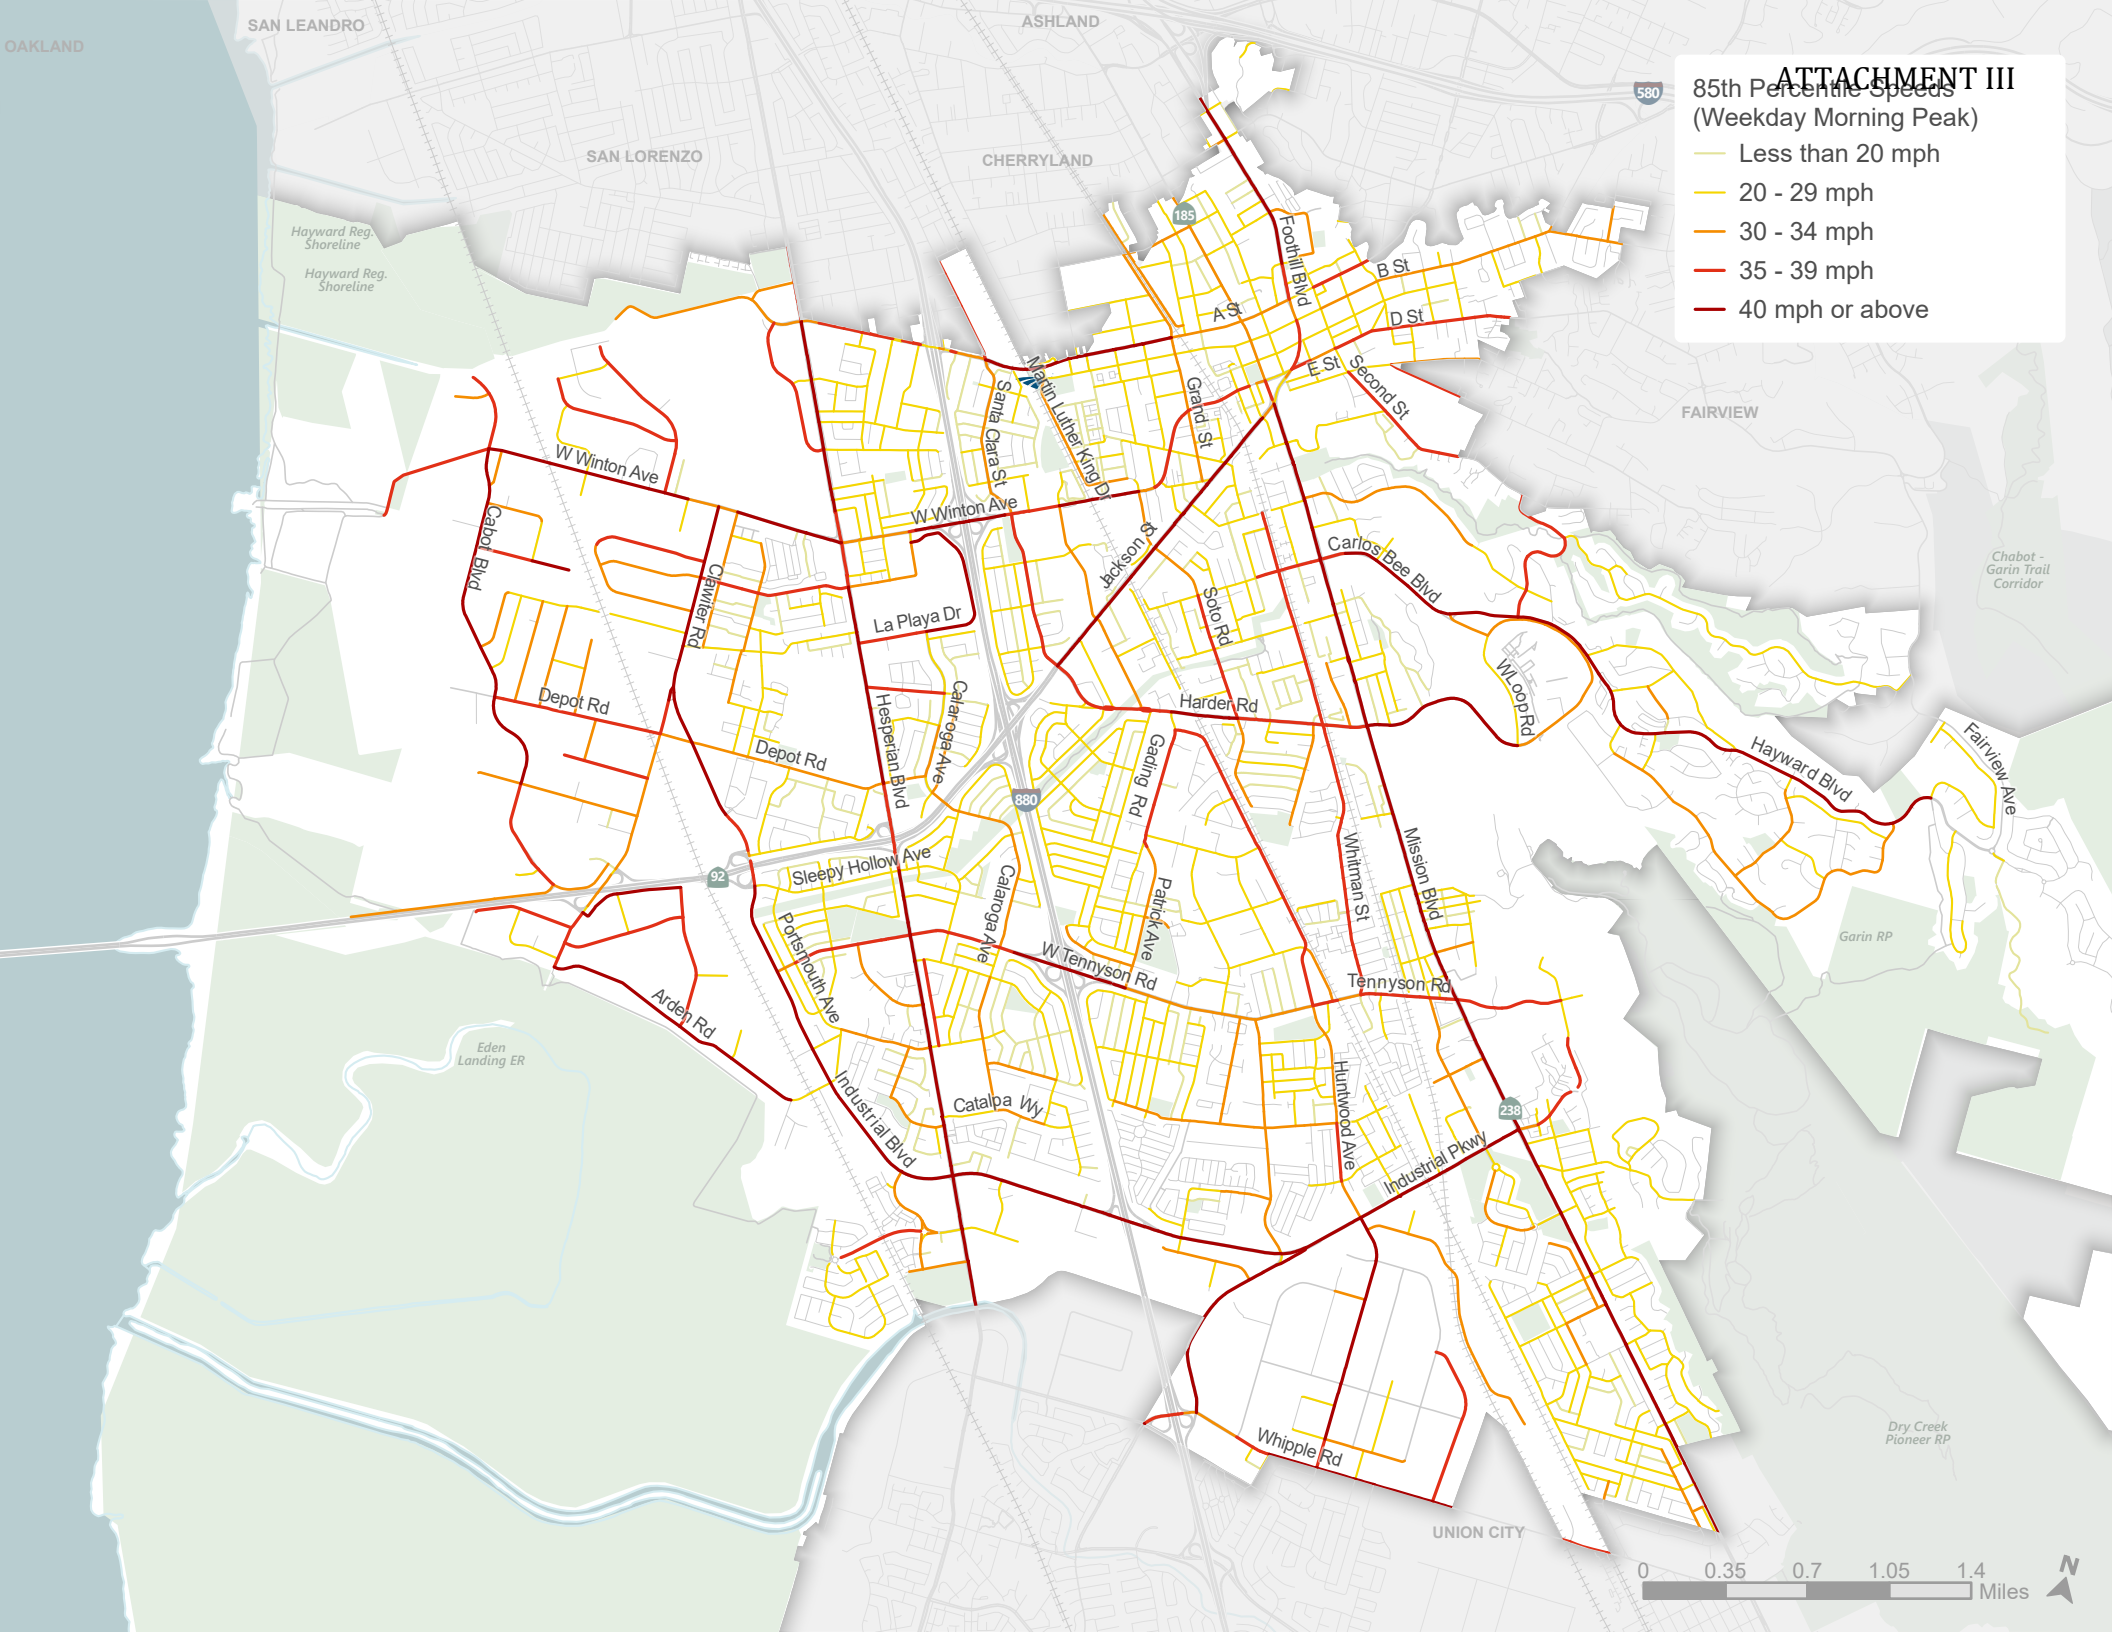 OAKLAND
SAN LEANDRO
ASHLAND
SAN LORENZO
CHERRYLAND
580
ATTACHMENT III
85th Percentile Speeds
(Weekday Morning Peak)
Less than 20 mph
20 - 29 mph
30 - 34 mph
35 - 39 mph
40 mph or above
Hayward Reg.
Shoreline
Hayward Reg.
Shoreline
185
Foothill Blvd
B St
A St
D St
E St
Second St
Martin Luther King Dr
Santa Clara St
Grand St
FAIRVIEW
W Winton Ave
W Winton Ave
Cabot Blvd
Clawiter Rd
Jackson St
Carlos Bee Blvd
Chabot -
Garin Trail
Corridor
La Playa Dr
Soto Rd
W Loop Rd
Depot Rd
Depot Rd
Hesperian Blvd
Calaroga Ave
Harder Rd
Gading Rd
Hayward Blvd
Fairview Ave
880
92
Sleepy Hollow Ave
Whitman St
Mission Blvd
Calaroga Ave
Patrick Ave
Portsmouth Ave
W Tennyson Rd
Tennyson Rd
Garin RP
Arden Rd
Eden
Landing ER
Industrial Blvd
Catalpa Wy
Huntwood Ave
238
Industrial Pkwy
Whipple Rd
Dry Creek
Pioneer RP
UNION CITY
0 0.35 0.7 1.05 1.4
Miles
N